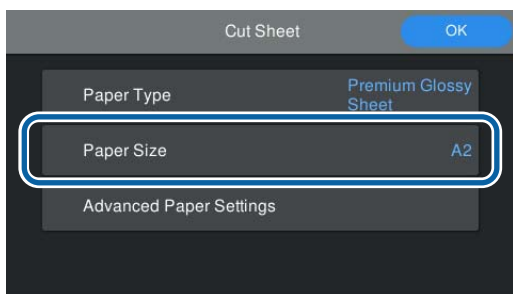 Cut Sheet
OK
Paper Type
Premium Glossy
Sheet
Paper Size
A2
Advanced Paper Settings